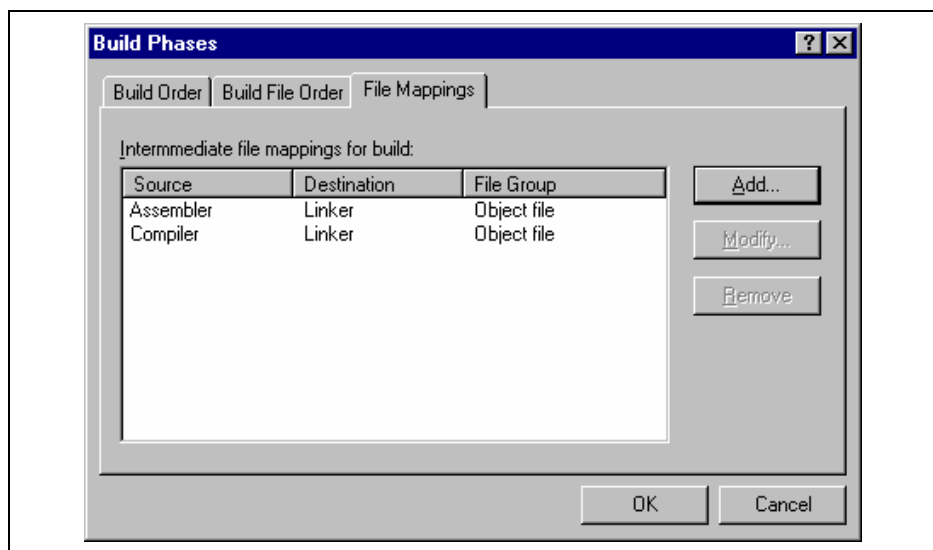 Build Phases
Build Order Build File Order File Mappings
Intermmediate file mappings for build:
Source Destination File Group
Assembler Linker Object file
Compiler Linker Object file
Add...
Modify...
Remove
OK Cancel